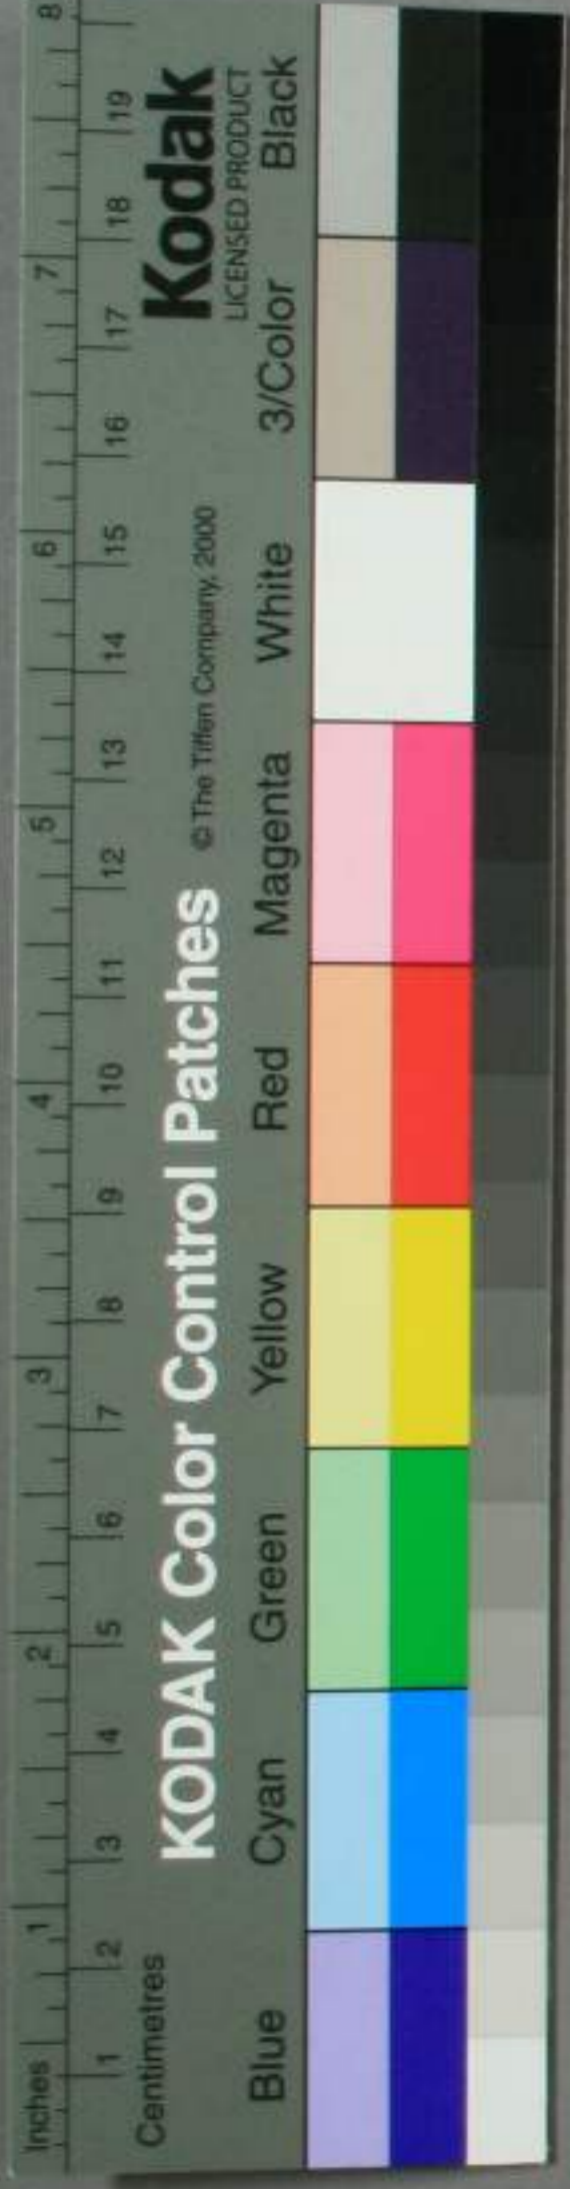 Inches 1 2 3 4 5 6 7 8
1 2 3 4 5 6 7 8 9 10 11 12 13 14 15 16 17 18 19
Centimetres
KODAK Color Control Patches © The Tiffen Company, 2000
Kodak
LICENSED PRODUCT
Blue Cyan Green Yellow Red Magenta White 3/Color Black